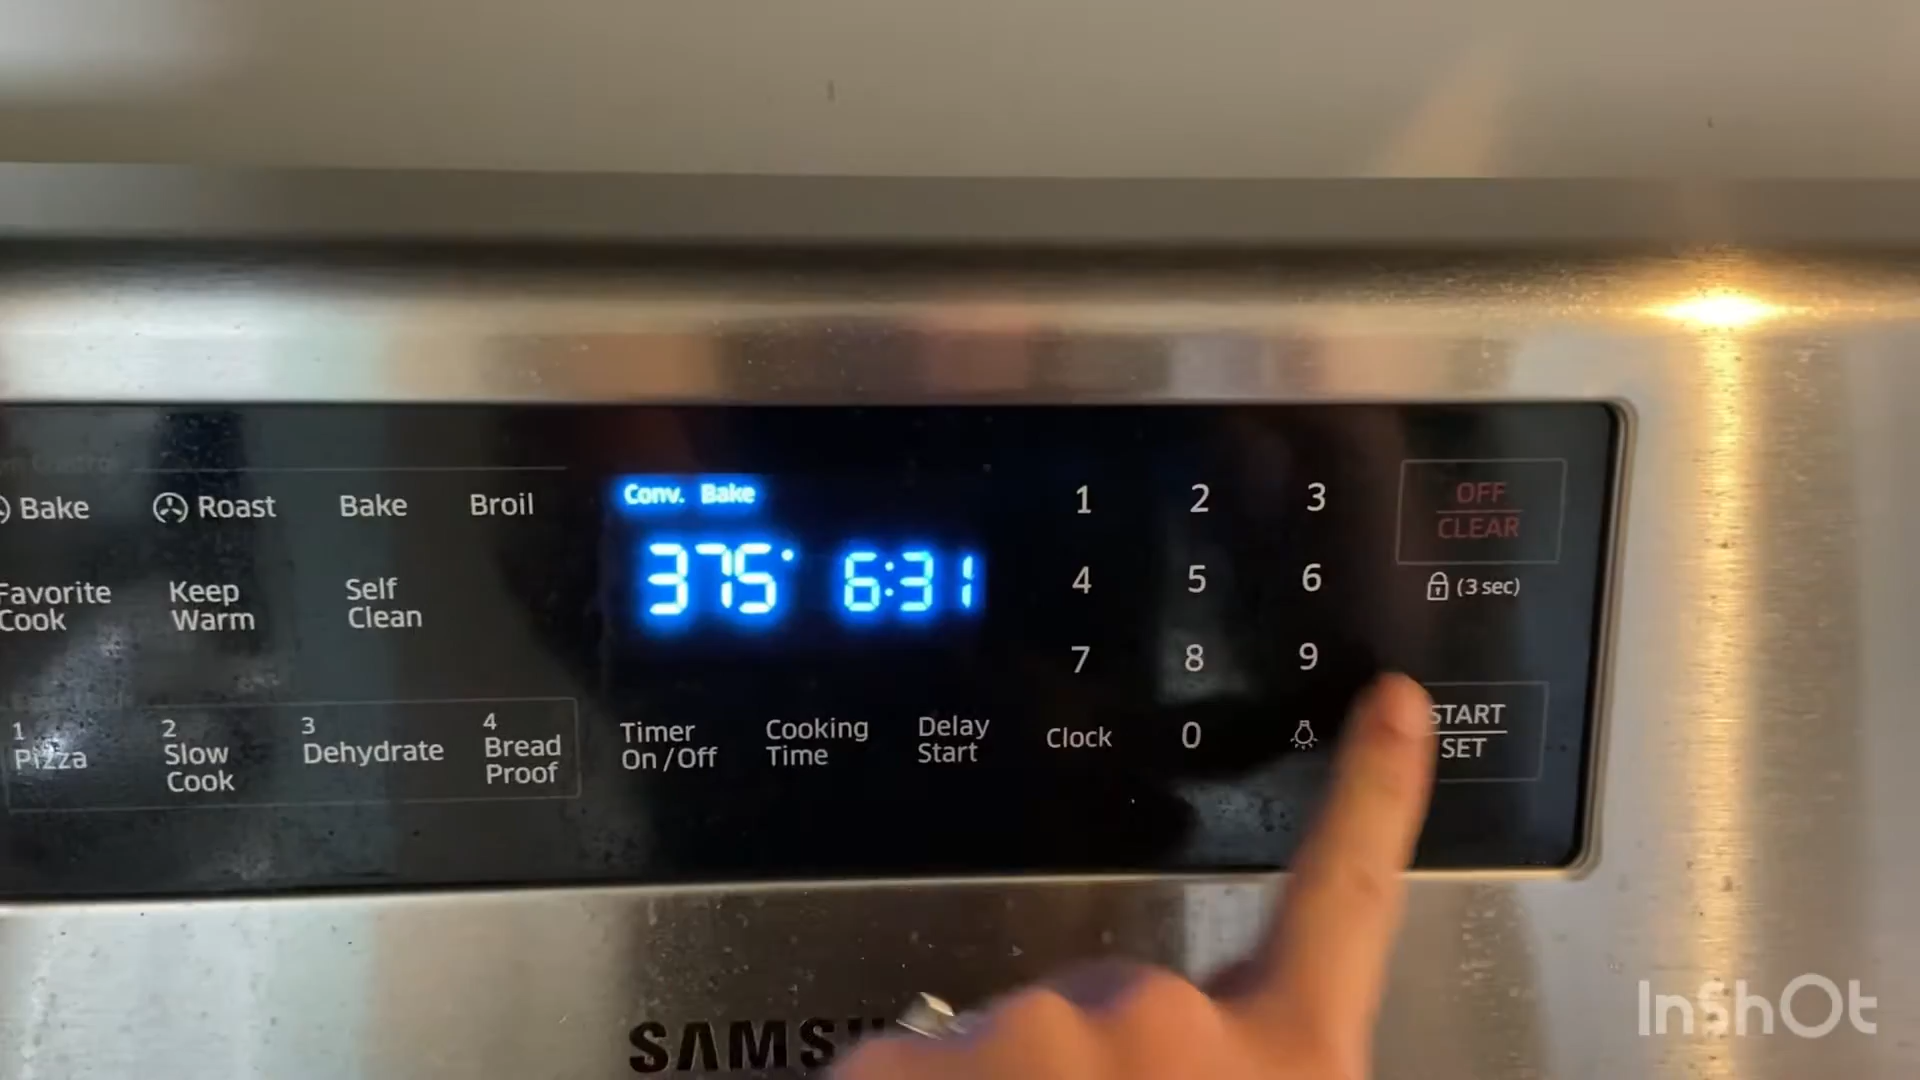 Conv. Bake
375° 6:31
Bake
Roast
Bake
Broil
Favorite
Cook
Keep
Warm
Self
Clean
1
Pizza
2
Slow
Cook
3
Dehydrate
4
Bread
Proof
Timer
On/Off
Cooking
Time
Delay
Start
1 2 3
4 5 6
7 8 9
Clock 0
OFF
CLEAR
(3 sec)
START
SET
InShOt